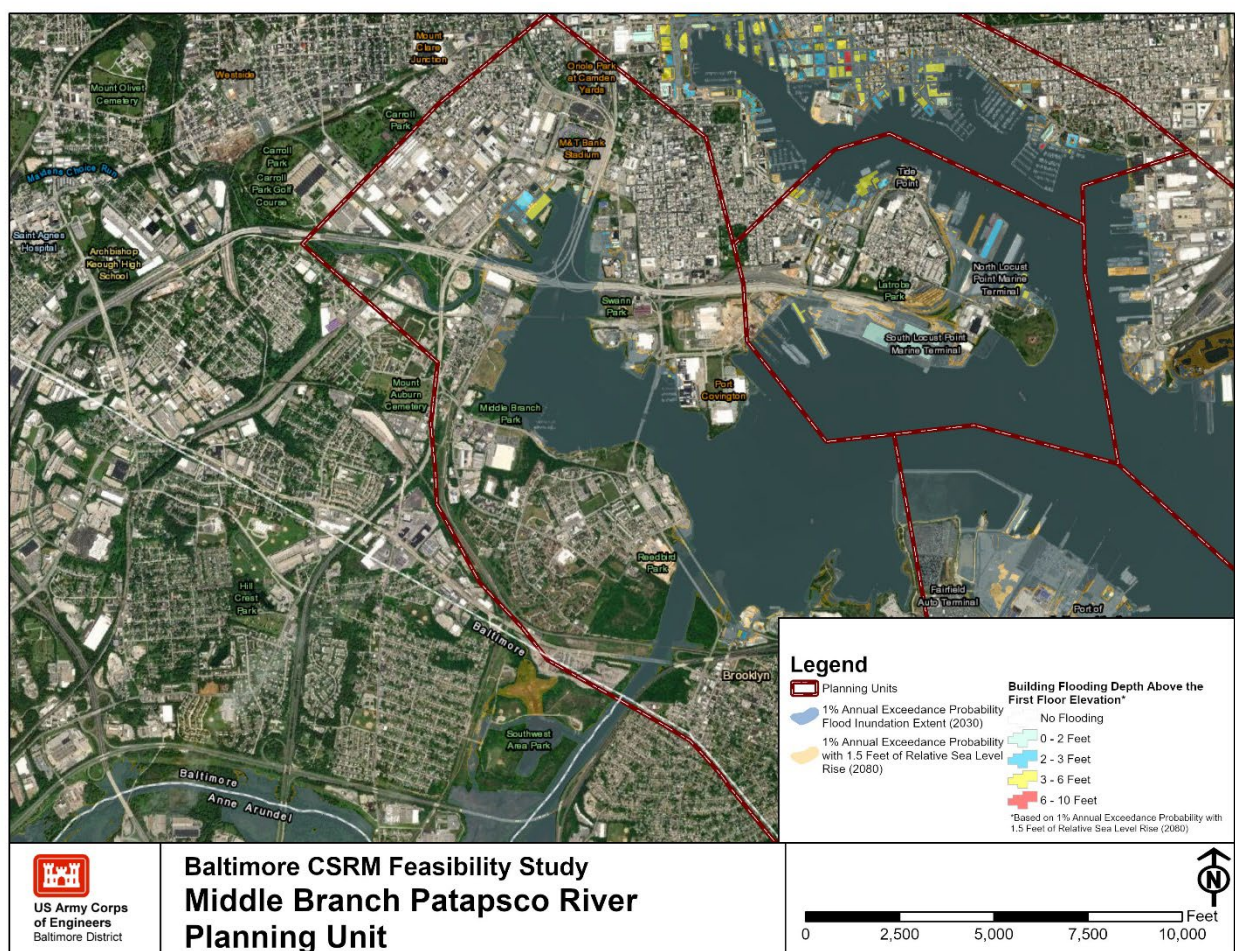 Mount
Clare
Junction
Oriole Park
at Camden
Yards
Westside
Mount Olivet
Cemetery
Carroll
Park
M&T Bank
Stadium
Maidens Choice Run
Carroll
Park
Carroll
Park Golf
Course
Tide
Point
Saint Agnes
Hospital
Archbishop
Keough High
School
North Locust
Point Marine
Terminal
Latrobe
Park
Swann
Park
South Locust Point
Marine Terminal
Mount
Auburn
Cemetery
Port
Covington
Middle Branch
Park
Reedbird
Park
Hill
Crest
Park
Fairfield
Auto Terminal
Port of
Baltimore
Brooklyn
Southwest
Area Park
Baltimore
Anne Arundel
Legend
Planning Units
1% Annual Exceedance Probability
Flood Inundation Extent (2030)
1% Annual Exceedance Probability
with 1.5 Feet of Relative Sea Level
Rise (2080)
Building Flooding Depth Above the
First Floor Elevation*
No Flooding
0 - 2 Feet
2 - 3 Feet
3 - 6 Feet
6 - 10 Feet
*Based on 1% Annual Exceedance Probability with
1.5 Feet of Relative Sea Level Rise (2080)
US Army Corps
of Engineers
Baltimore District
Baltimore CSRM Feasibility Study
Middle Branch Patapsco River
Planning Unit
N
Feet
0 2,500 5,000 7,500 10,000